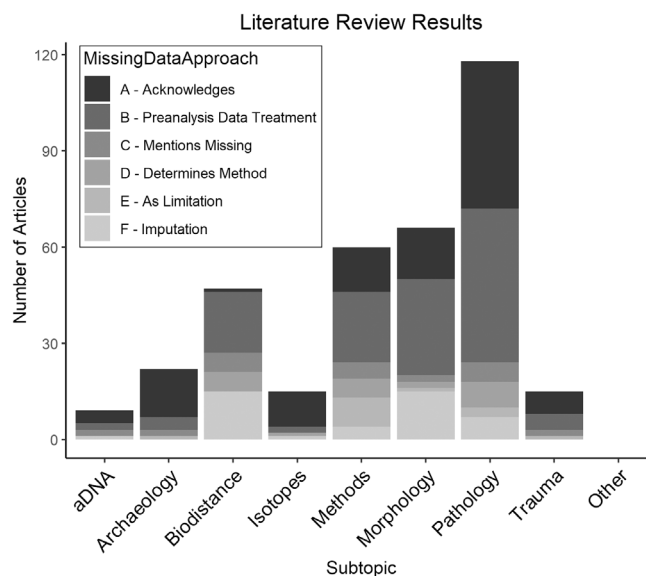 Literature Review Results
MissingDataApproach
A - Acknowledges
B - Preanalysis Data Treatment
C - Mentions Missing
D - Determines Method
E - As Limitation
F - Imputation
Number of Articles
120
90
60
30
0
aDNA
Archaeology
Biodistance
Isotopes
Methods
Morphology
Pathology
Trauma
Other
Subtopic